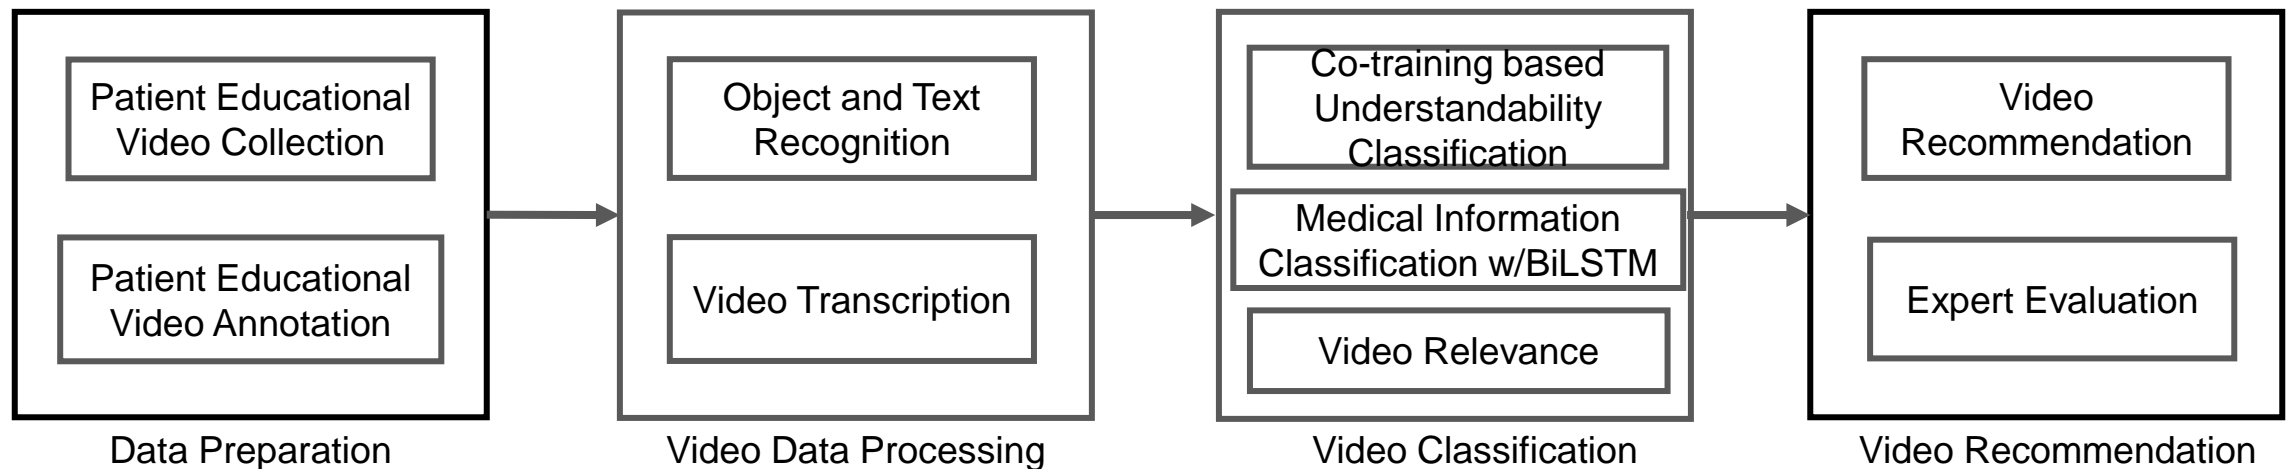 Patient Educational
Video Collection
Patient Educational
Video Annotation
Data Preparation
Object and Text
Recognition
Video Transcription
Video Data Processing
Co-training based
Understandability
Classification
Medical Information
Classification w/BiLSTM
Video Relevance
Video Classification
Video
Recommendation
Expert Evaluation
Video Recommendation